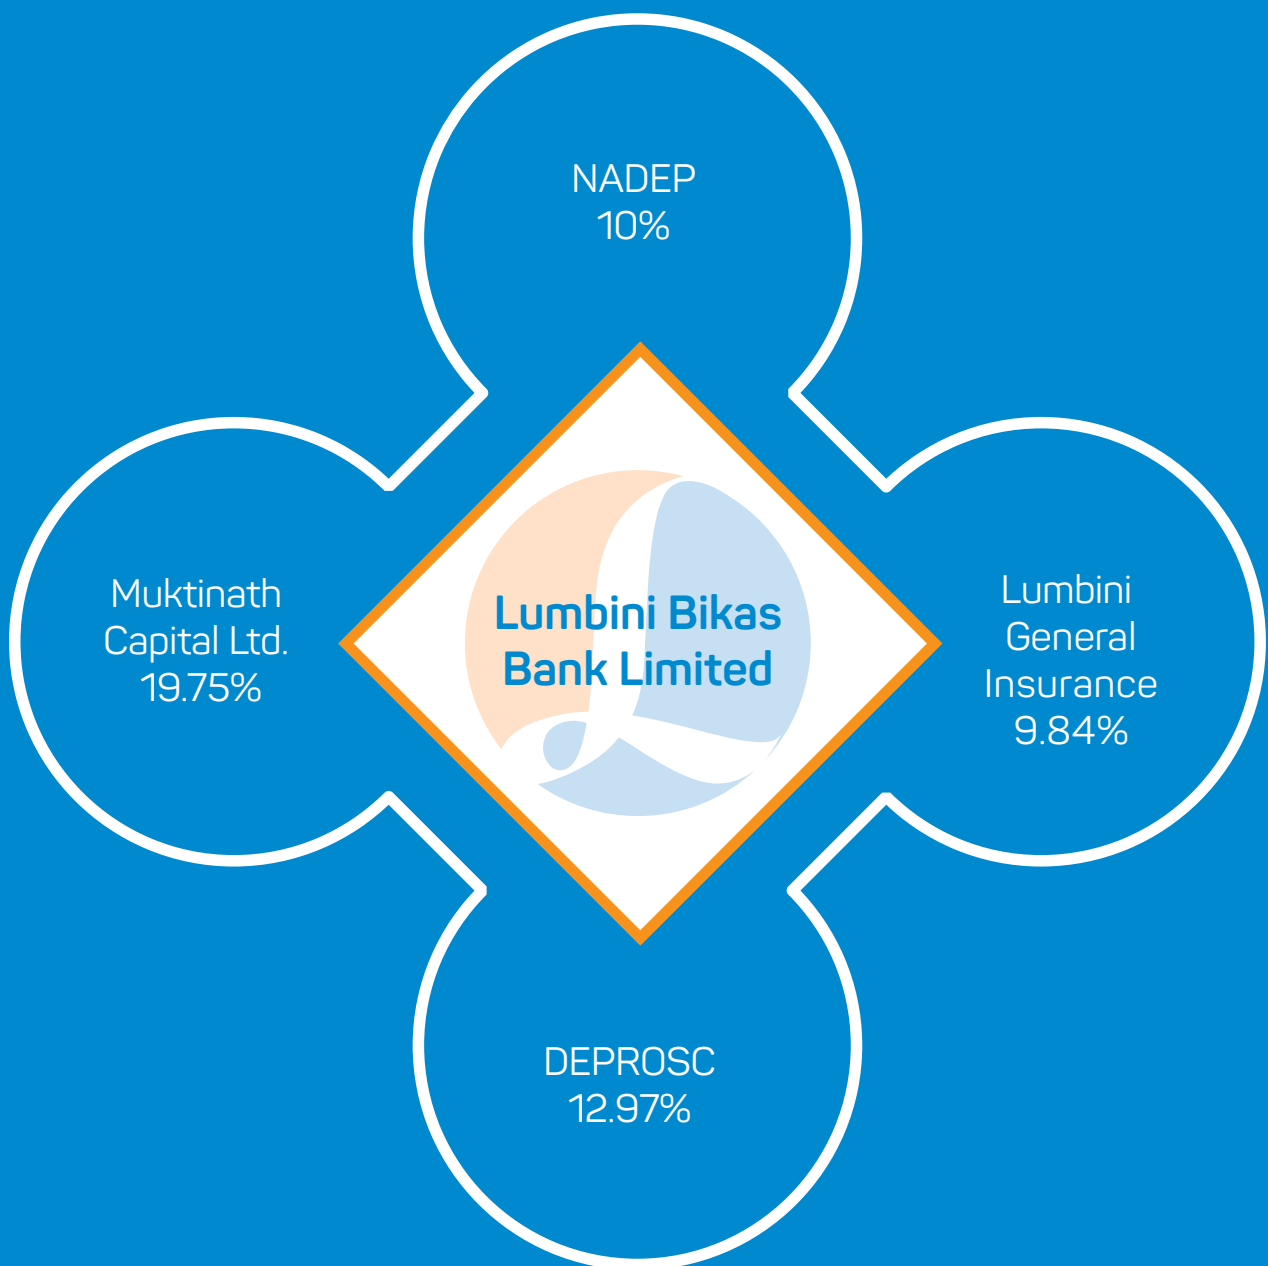 NADEP
10%
Muktinath
Capital Ltd.
19.75%
Lumbini Bikas
Bank Limited
Lumbini
General
Insurance
9.84%
DEPROSC
12.97%